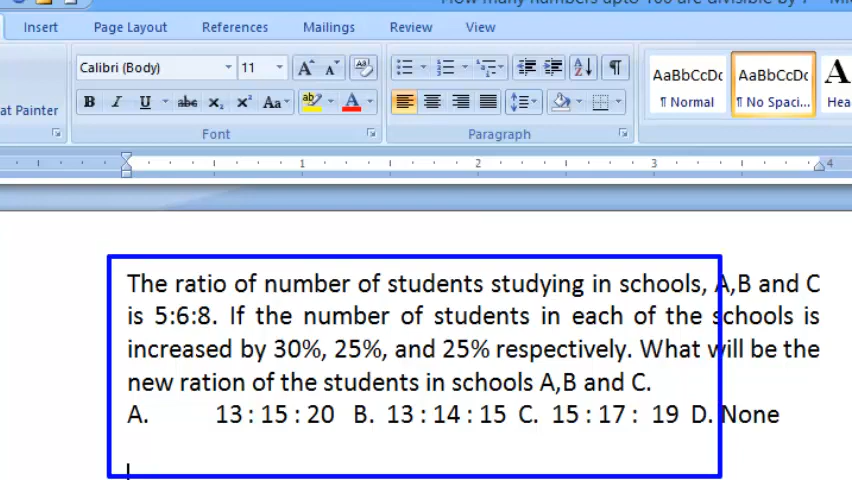 How many numbers upto 100 are divisible by 7 - Mi
Insert Page Layout References Mailings Review View
Calibri (Body) 11 A A Aa
AaBbCcDc AaBbCcDc A
at Painter B I U abc x₂ x² Aa ab A ¶ Normal ¶ No Spaci... Hea
Font Paragraph
1 2 3 4
The ratio of number of students studying in schools, A,B and C
is 5:6:8. If the number of students in each of the schools is
increased by 30%, 25%, and 25% respectively. What will be the
new ration of the students in schools A,B and C.
A. 13 : 15 : 20 B. 13 : 14 : 15 C. 15 : 17 : 19 D. None